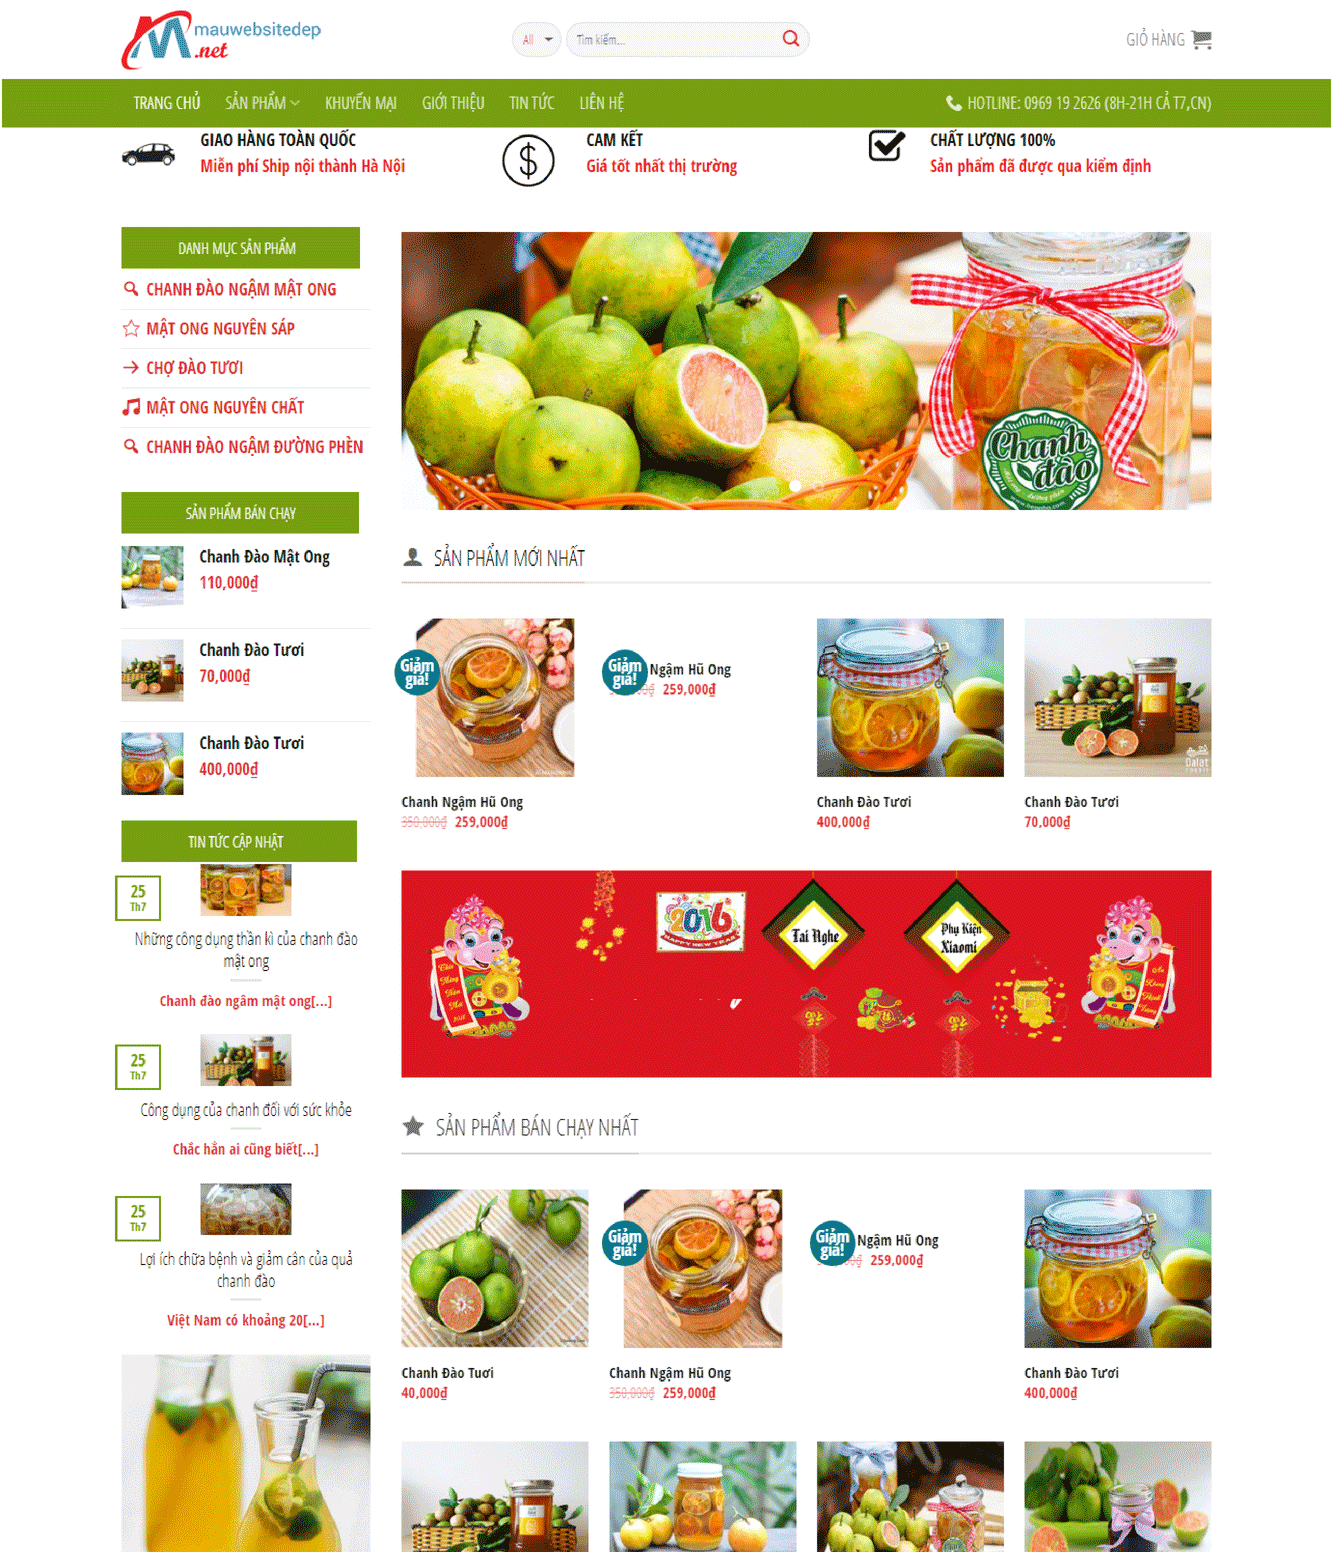 mauwebsitedep
.net
All
Tìm kiếm...
GIỎ HÀNG
TRANG CHỦ
SẢN PHẨM
KHUYẾN MẠI
GIỚI THIỆU
TIN TỨC
LIÊN HỆ
HOTLINE: 0969 19 2626 (8H-21H CẢ T7,CN)
GIAO HÀNG TOÀN QUỐC
Miễn phí Ship nội thành Hà Nội
CAM KẾT
Giá tốt nhất thị trường
CHẤT LƯỢNG 100%
Sản phẩm đã được qua kiểm định
DANH MỤC SẢN PHẨM
CHANH ĐÀO NGẬM MẬT ONG
MẬT ONG NGUYÊN SÁP
CHỢ ĐÀO TƯƠI
MẬT ONG NGUYÊN CHẤT
CHANH ĐÀO NGẬM ĐƯỜNG PHÈN
Chanh
đào
SẢN PHẨM BÁN CHẠY
Chanh Đào Mật Ong
110,000₫
Chanh Đào Tươi
70,000₫
Chanh Đào Tươi
400,000₫
SẢN PHẨM MỚI NHẤT
Giảm
giá!
Chanh Ngậm Hũ Ong
350,000₫ 259,000₫
Giảm
giá!
Ngậm Hũ Ong
259,000₫
Chanh Đào Tươi
400,000₫
Dalat
Chanh Đào Tươi
70,000₫
TIN TỨC CẬP NHẬT
25
Th7
Những công dụng thần kì của chanh đào
mật ong
Chanh đào ngâm mật ong[...]
25
Th7
Công dụng của chanh đối với sức khỏe
Chắc hẳn ai cũng biết[...]
25
Th7
Lợi ích chữa bệnh và giảm cân của quả
chanh đào
Việt Nam có khoảng 20[...]
2016
HAPPY NEW YEAR
Tai Nghe
Phụ Kiện
Xiaomi
SẢN PHẨM BÁN CHẠY NHẤT
Chanh Đào Tươi
40,000₫
Giảm
giá!
Chanh Ngậm Hũ Ong
350,000₫ 259,000₫
Giảm
giá!
Ngậm Hũ Ong
259,000₫
Chanh Đào Tươi
400,000₫